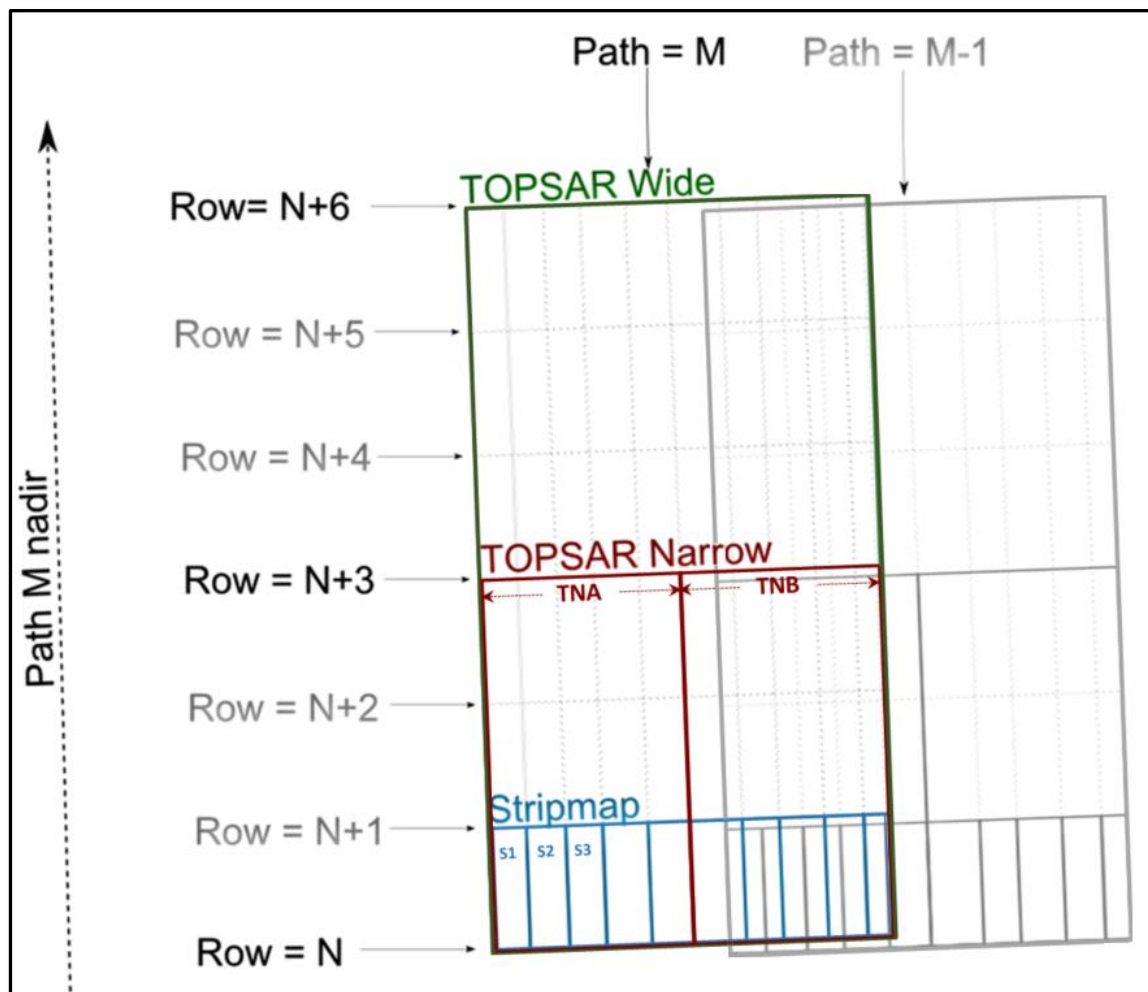 Path = M
Path = M-1
TOPSAR Wide
Row= N+6
Row = N+5
Row = N+4
Path M nadir
TOPSAR Narrow
Row = N+3
TNA
TNB
Row = N+2
Stripmap
Row = N+1
S1
S2
S3
Row = N